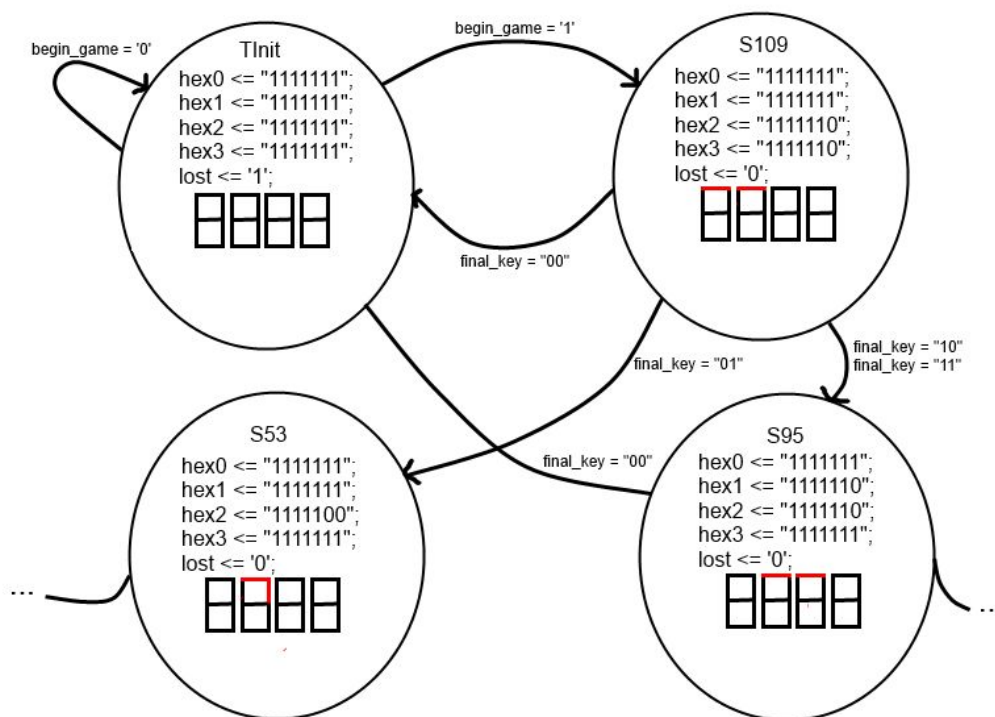 begin_game = '0'
TInit
hex0 <= "1111111";
hex1 <= "1111111";
hex2 <= "1111111";
hex3 <= "1111111";
lost <= '1';
begin_game = '1'
S109
hex0 <= "1111111";
hex1 <= "1111111";
hex2 <= "1111110";
hex3 <= "1111110";
lost <= '0';
final_key = "00"
final_key = "01"
final_key = "10"
final_key = "11"
S53
hex0 <= "1111111";
hex1 <= "1111111";
hex2 <= "1111100";
hex3 <= "1111111";
lost <= '0';
...
final_key = "00"
S95
hex0 <= "1111111";
hex1 <= "1111110";
hex2 <= "1111110";
hex3 <= "1111111";
lost <= '0';
..